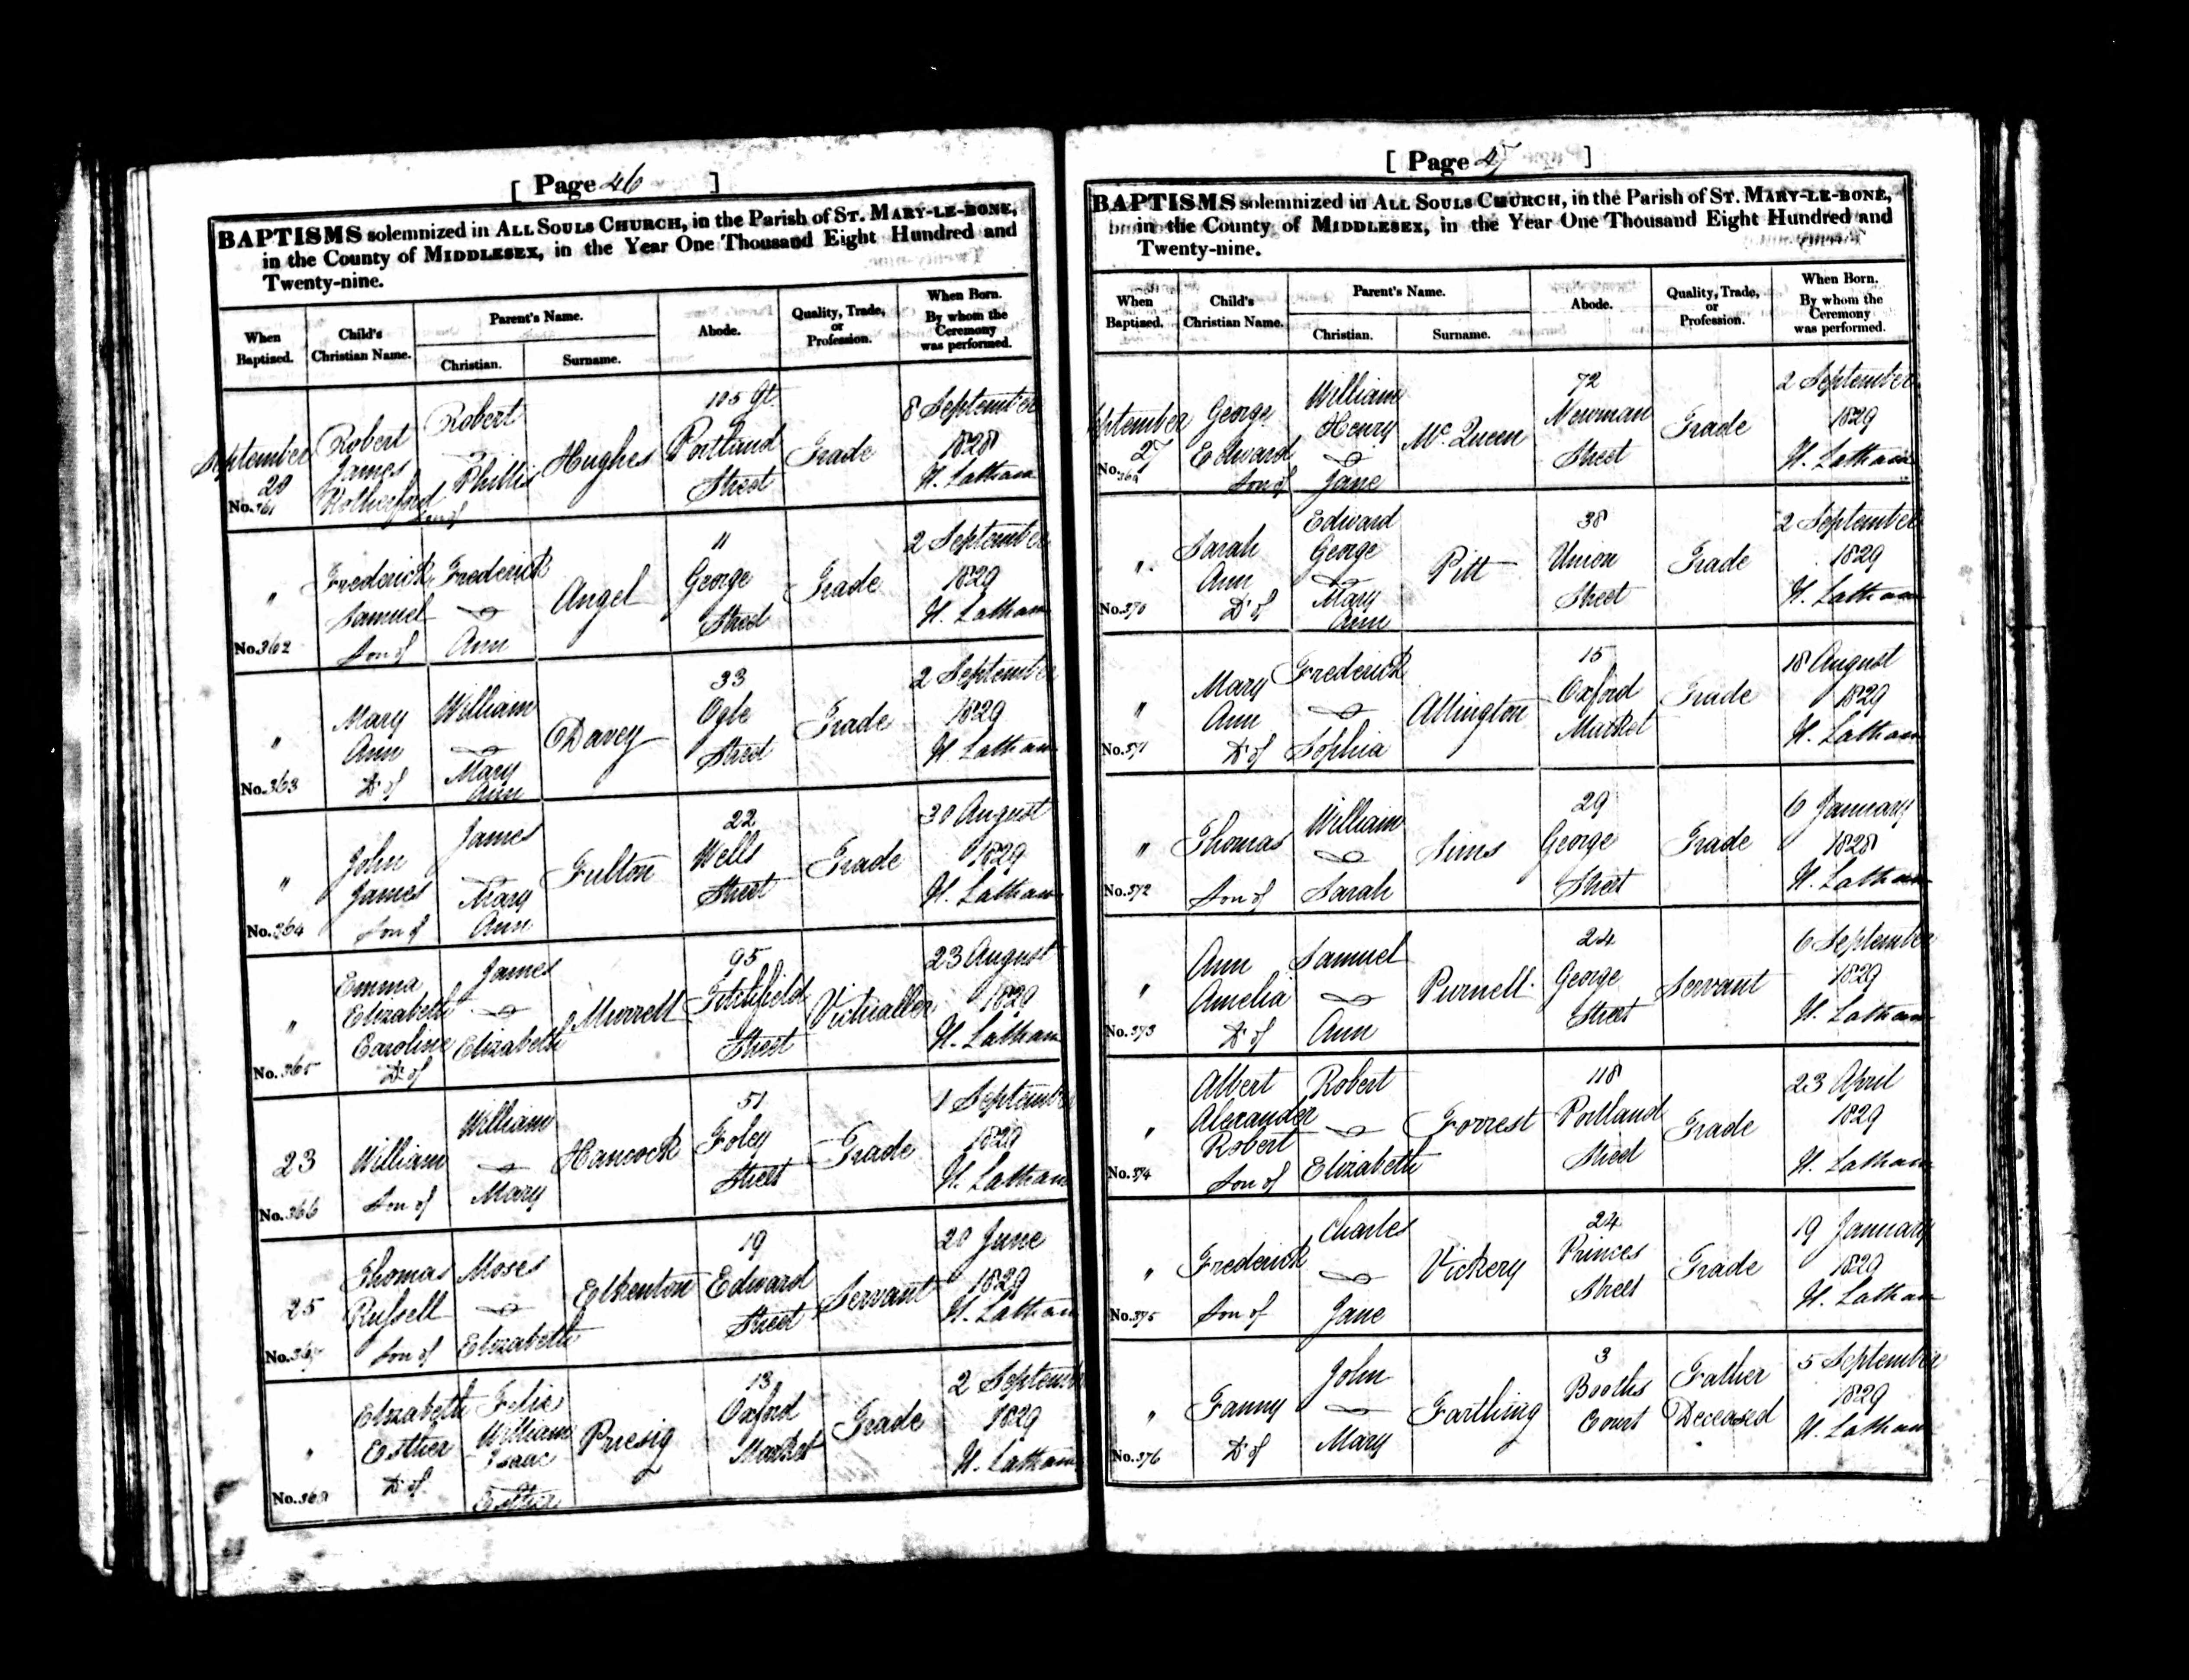 [ Page 46 ]
BAPTISMS solemnized in ALL SOULS CHURCH, in the Parish of ST. MARY-LE-BONE,
in the County of MIDDLESEX, in the Year One Thousand Eight Hundred and
Twenty-nine.
When Baptized. Child's Christian Name. Parent's Name. Christian. Surname. Abode. Quality, Trade, or Profession. When Born. By whom the Ceremony was performed.
September 20 No. 361 Robert James Rotherford Son of Robert Phillis Hughes 105 Gt. Portland Street Trade 8 September 1828 H. Latham
" No. 362 Frederick Samuel Son of Frederick Ann Angel 11 George Street Trade 2 September 1829 H. Latham
" No. 363 Mary Ann Dr of William Mary Ann Davey 33 Ogle Street Trade 2 September 1829 H. Latham
" No. 364 John James Son of James Mary Ann Fulton 22 Wells Street Trade 30 August 1829 H. Latham
" No. 365 Emma Elizabeth Caroline Dr of James Elizabeth Murrell 95 Titchfield Street Victualler 23 August 1829 H. Latham
23 No. 366 William Son of William Mary Hancock 51 Foley Street Trade 1 September 1829 H. Latham
25 No. 367 Thomas Russell Son of Moses Elizabeth Elkenton 19 Edward Street Servant 20 June 1829 H. Latham
" No. 368 Elizabeth Esther Dr of Felix William Isaac Esther Priesig 13 Oxford Market Trade 2 September 1829 H. Latham
[ Page 47 ]
BAPTISMS solemnized in ALL SOULS CHURCH, in the Parish of ST. MARY-LE-BONE,
in the County of MIDDLESEX, in the Year One Thousand Eight Hundred and
Twenty-nine.
When Baptized. Child's Christian Name. Parent's Name. Christian. Surname. Abode. Quality, Trade, or Profession. When Born. By whom the Ceremony was performed.
September 27 No. 369 George Edward Son of William Henry Jane Mc Queen 72 Newman Street Trade 2 September 1829 H. Latham
" No. 370 Sarah Ann Dr of Edward George Mary Ann Pitt 38 Union Street Trade 2 September 1829 H. Latham
" No. 371 Mary Ann Dr of Frederick Sophia Allington 15 Oxford Market Trade 18 August 1829 H. Latham
" No. 372 Thomas Son of William Sarah Sims 29 George Street Trade 6 January 1828 H. Latham
" No. 373 Ann Amelia Dr of Samuel Ann Purnell 24 George Street Servant 6 September 1829 H. Latham
" No. 374 Albert Alexander Robert Son of Robert Elizabeth Forrest 118 Portland Street Trade 23 April 1829 H. Latham
" No. 375 Frederick Son of Charles Jane Vickery 24 Princes Street Trade 19 January 1829 H. Latham
" No. 376 Fanny Dr of John Mary Farthing 3 Booths Court Father Deceased 5 September 1829 H. Latham